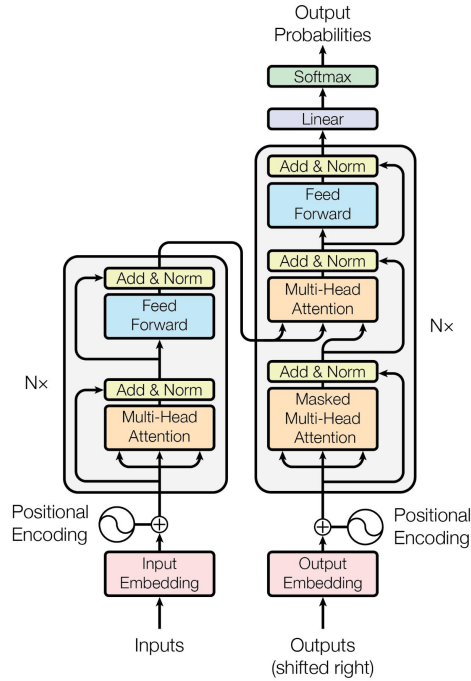 Output
Probabilities
Softmax
Linear
Add & Norm
Feed
Forward
Add & Norm
Multi-Head
Attention
Nx
Add & Norm
Masked
Multi-Head
Attention
Positional
Encoding
Output
Embedding
Outputs
(shifted right)
Add & Norm
Feed
Forward
Nx
Add & Norm
Multi-Head
Attention
Positional
Encoding
Input
Embedding
Inputs